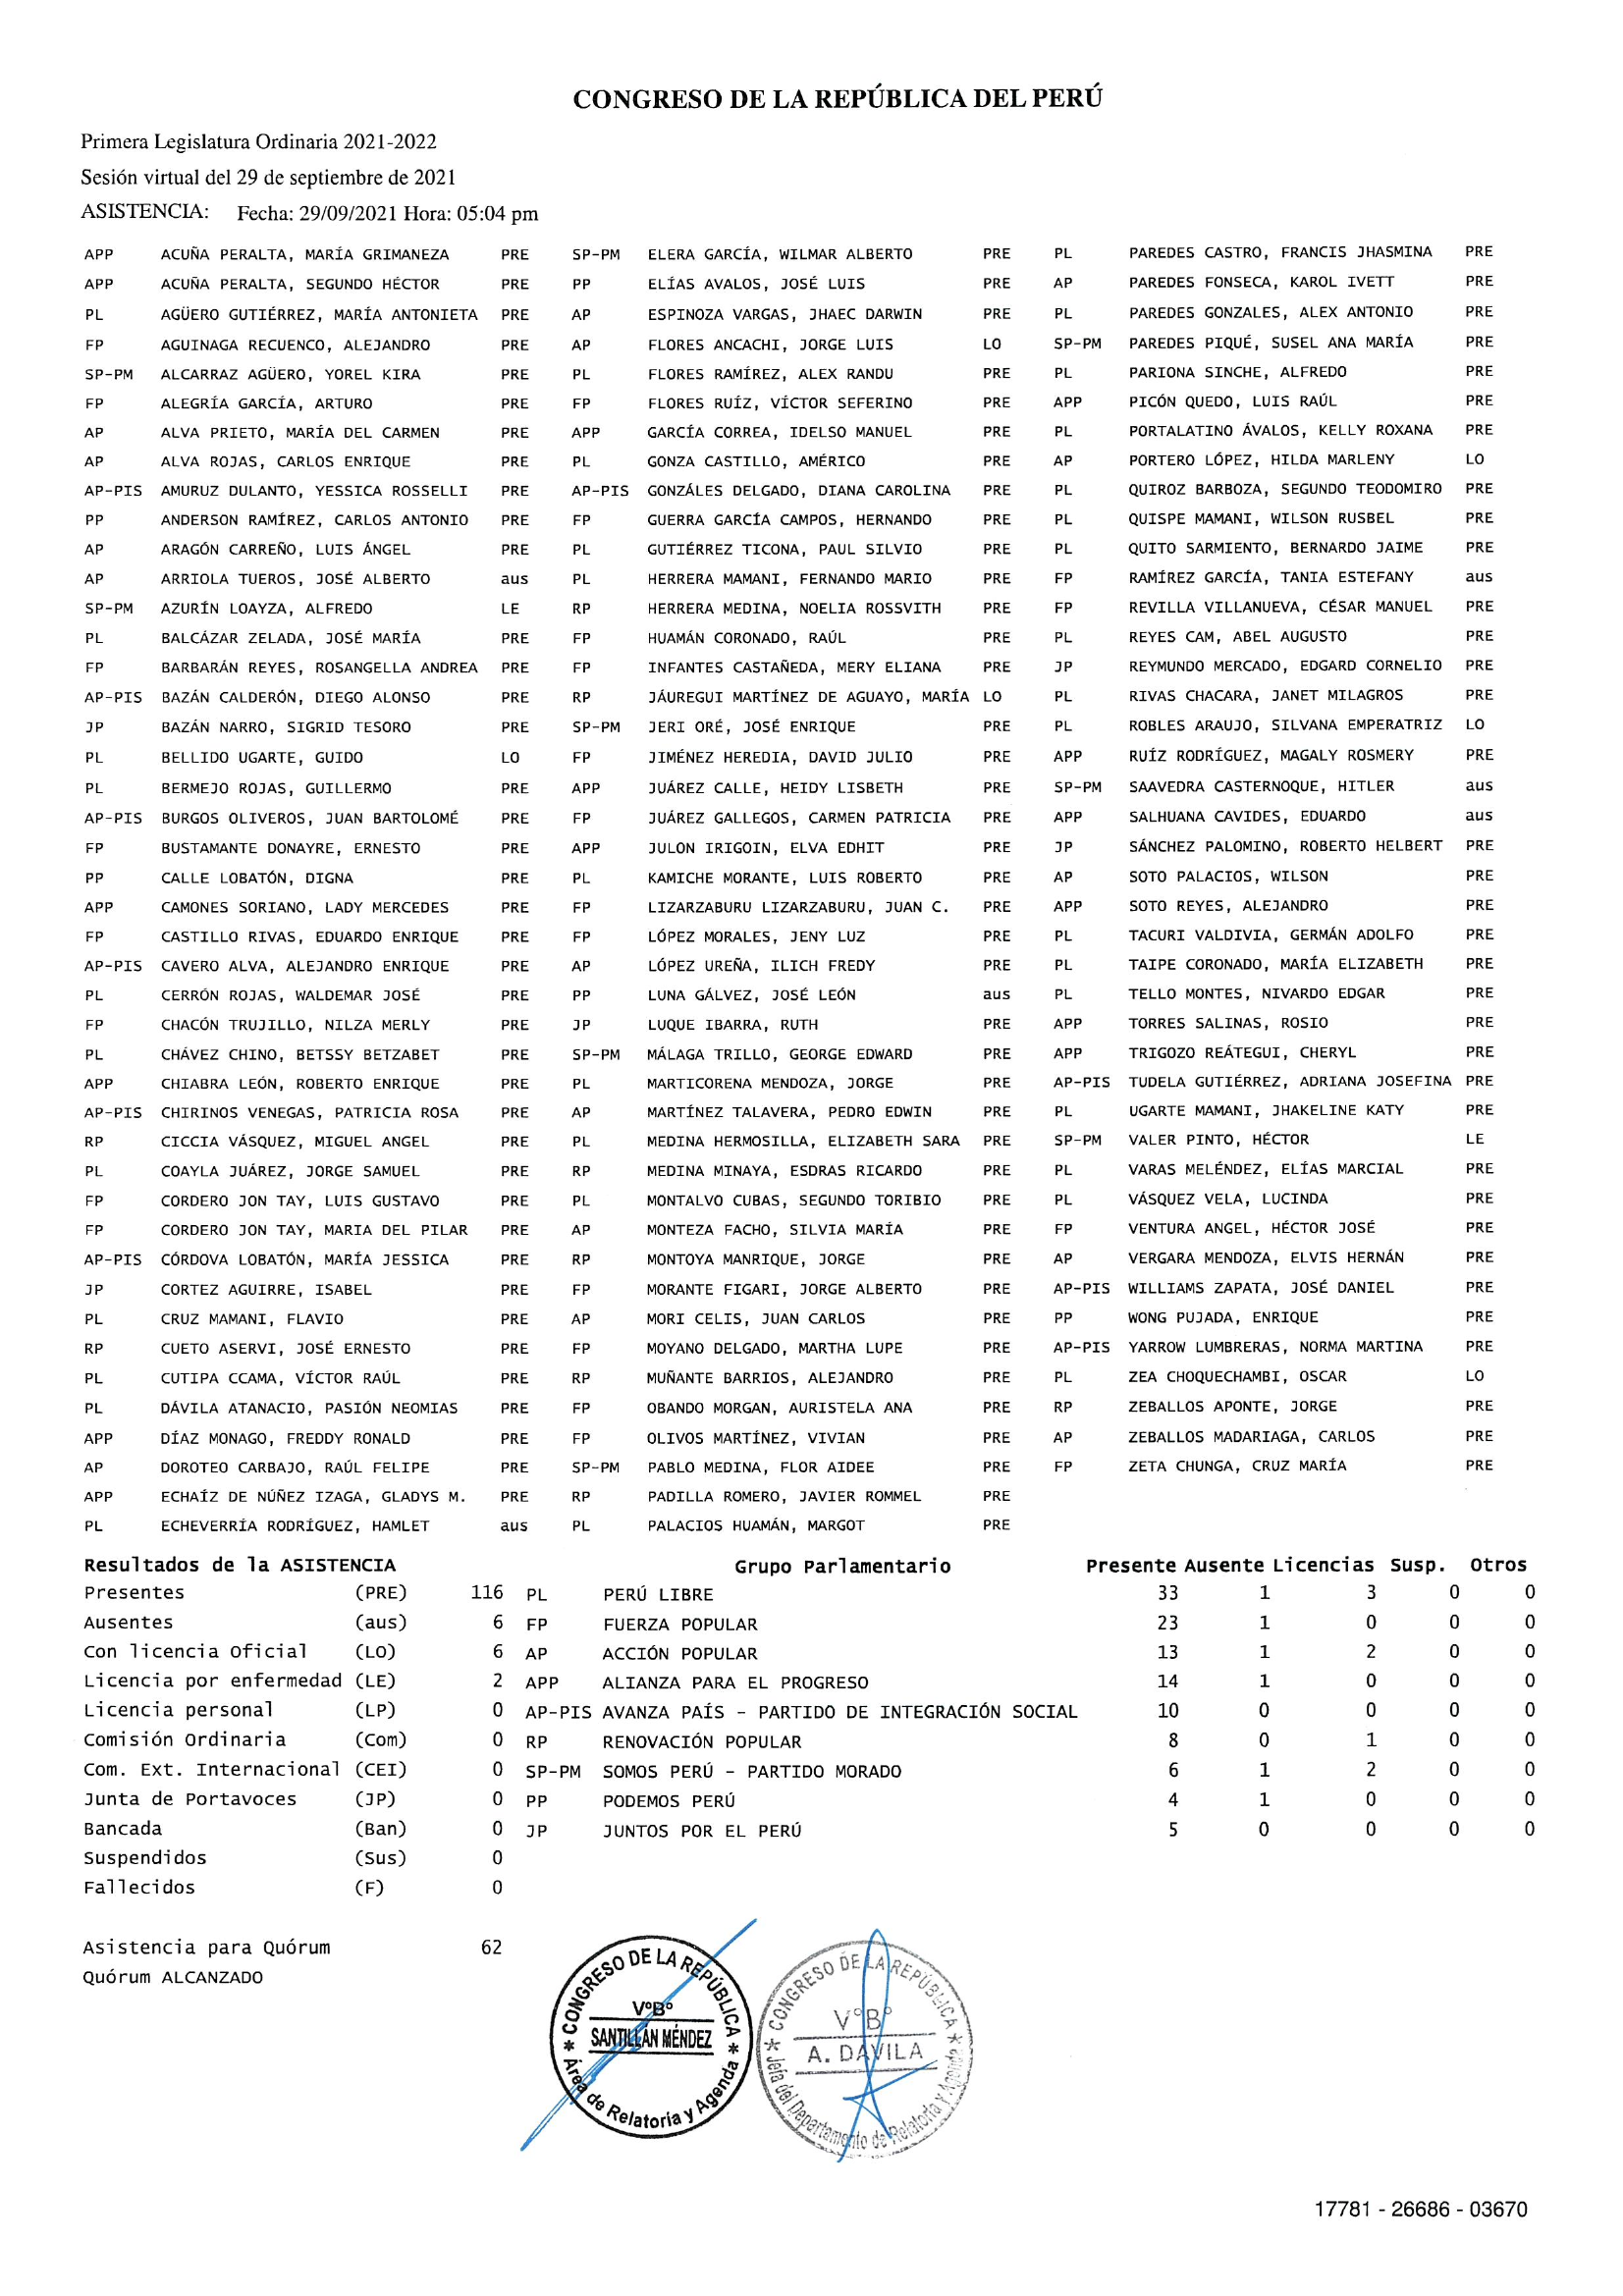 CONGRESO DE LA REPÚBLICA DEL PERÚ
Primera Legislatura Ordinaria 2021-2022
Sesión virtual del 29 de septiembre de 2021
ASISTENCIA: Fecha: 29/09/2021 Hora: 05:04 pm
APP ACUÑA PERALTA, MARÍA GRIMANEZA PRE SP-PM ELERA GARCÍA, WILMAR ALBERTO PRE PL PAREDES CASTRO, FRANCIS JHASMINA PRE
APP ACUÑA PERALTA, SEGUNDO HÉCTOR PRE PP ELÍAS AVALOS, JOSÉ LUIS PRE AP PAREDES FONSECA, KAROL IVETT PRE
PL AGÜERO GUTIÉRREZ, MARÍA ANTONIETA PRE AP ESPINOZA VARGAS, JHAEC DARWIN PRE PL PAREDES GONZALES, ALEX ANTONIO PRE
FP AGUINAGA RECUENCO, ALEJANDRO PRE AP FLORES ANCACHI, JORGE LUIS LO SP-PM PAREDES PIQUÉ, SUSEL ANA MARÍA PRE
SP-PM ALCARRAZ AGÜERO, YOREL KIRA PRE PL FLORES RAMÍREZ, ALEX RANDU PRE PL PARIONA SINCHE, ALFREDO PRE
FP ALEGRÍA GARCÍA, ARTURO PRE FP FLORES RUÍZ, VÍCTOR SEFERINO PRE APP PICÓN QUEDO, LUIS RAÚL PRE
AP ALVA PRIETO, MARÍA DEL CARMEN PRE APP GARCÍA CORREA, IDELSO MANUEL PRE PL PORTALATINO ÁVALOS, KELLY ROXANA PRE
AP ALVA ROJAS, CARLOS ENRIQUE PRE PL GONZA CASTILLO, AMÉRICO PRE AP PORTERO LÓPEZ, HILDA MARLENY LO
AP-PIS AMURUZ DULANTO, YESSICA ROSSELLI PRE AP-PIS GONZÁLES DELGADO, DIANA CAROLINA PRE PL QUIROZ BARBOZA, SEGUNDO TEODOMIRO PRE
PP ANDERSON RAMÍREZ, CARLOS ANTONIO PRE FP GUERRA GARCÍA CAMPOS, HERNANDO PRE PL QUISPE MAMANI, WILSON RUSBEL PRE
AP ARAGÓN CARREÑO, LUIS ÁNGEL PRE PL GUTIÉRREZ TICONA, PAUL SILVIO PRE PL QUITO SARMIENTO, BERNARDO JAIME PRE
AP ARRIOLA TUEROS, JOSÉ ALBERTO aus PL HERRERA MAMANI, FERNANDO MARIO PRE FP RAMÍREZ GARCÍA, TANIA ESTEFANY aus
SP-PM AZURÍN LOAYZA, ALFREDO LE RP HERRERA MEDINA, NOELIA ROSSVITH PRE FP REVILLA VILLANUEVA, CÉSAR MANUEL PRE
PL BALCÁZAR ZELADA, JOSÉ MARÍA PRE FP HUAMÁN CORONADO, RAÚL PRE PL REYES CAM, ABEL AUGUSTO PRE
FP BARBARÁN REYES, ROSANGELLA ANDREA PRE FP INFANTES CASTAÑEDA, MERY ELIANA PRE JP REYMUNDO MERCADO, EDGARD CORNELIO PRE
AP-PIS BAZÁN CALDERÓN, DIEGO ALONSO PRE RP JÁUREGUI MARTÍNEZ DE AGUAYO, MARÍA LO PL RIVAS CHACARA, JANET MILAGROS PRE
JP BAZÁN NARRO, SIGRID TESORO PRE SP-PM JERI ORÉ, JOSÉ ENRIQUE PRE PL ROBLES ARAUJO, SILVANA EMPERATRIZ LO
PL BELLIDO UGARTE, GUIDO LO FP JIMÉNEZ HEREDIA, DAVID JULIO PRE APP RUÍZ RODRÍGUEZ, MAGALY ROSMERY PRE
PL BERMEJO ROJAS, GUILLERMO PRE APP JUÁREZ CALLE, HEIDY LISBETH PRE SP-PM SAAVEDRA CASTERNOQUE, HITLER aus
AP-PIS BURGOS OLIVEROS, JUAN BARTOLOMÉ PRE FP JUÁREZ GALLEGOS, CARMEN PATRICIA PRE APP SALHUANA CAVIDES, EDUARDO aus
FP BUSTAMANTE DONAYRE, ERNESTO PRE APP JULON IRIGOIN, ELVA EDHIT PRE JP SÁNCHEZ PALOMINO, ROBERTO HELBERT PRE
PP CALLE LOBATÓN, DIGNA PRE PL KAMICHE MORANTE, LUIS ROBERTO PRE AP SOTO PALACIOS, WILSON PRE
APP CAMONES SORIANO, LADY MERCEDES PRE FP LIZARZABURU LIZARZABURU, JUAN C. PRE APP SOTO REYES, ALEJANDRO PRE
FP CASTILLO RIVAS, EDUARDO ENRIQUE PRE FP LÓPEZ MORALES, JENY LUZ PRE PL TACURI VALDIVIA, GERMÁN ADOLFO PRE
AP-PIS CAVERO ALVA, ALEJANDRO ENRIQUE PRE AP LÓPEZ UREÑA, ILICH FREDY PRE PL TAIPE CORONADO, MARÍA ELIZABETH PRE
PL CERRÓN ROJAS, WALDEMAR JOSÉ PRE PP LUNA GÁLVEZ, JOSÉ LEÓN aus PL TELLO MONTES, NIVARDO EDGAR PRE
FP CHACÓN TRUJILLO, NILZA MERLY PRE JP LUQUE IBARRA, RUTH PRE APP TORRES SALINAS, ROSIO PRE
PL CHÁVEZ CHINO, BETSSY BETZABET PRE SP-PM MÁLAGA TRILLO, GEORGE EDWARD PRE APP TRIGOZO REÁTEGUI, CHERYL PRE
APP CHIABRA LEÓN, ROBERTO ENRIQUE PRE PL MARTICORENA MENDOZA, JORGE PRE AP-PIS TUDELA GUTIÉRREZ, ADRIANA JOSEFINA PRE
AP-PIS CHIRINOS VENEGAS, PATRICIA ROSA PRE AP MARTÍNEZ TALAVERA, PEDRO EDWIN PRE PL UGARTE MAMANI, JHAKELINE KATY PRE
RP CICCIA VÁSQUEZ, MIGUEL ANGEL PRE PL MEDINA HERMOSILLA, ELIZABETH SARA PRE SP-PM VALER PINTO, HÉCTOR LE
PL COAYLA JUÁREZ, JORGE SAMUEL PRE RP MEDINA MINAYA, ESDRAS RICARDO PRE PL VARAS MELÉNDEZ, ELÍAS MARCIAL PRE
FP CORDERO JON TAY, LUIS GUSTAVO PRE PL MONTALVO CUBAS, SEGUNDO TORIBIO PRE PL VÁSQUEZ VELA, LUCINDA PRE
FP CORDERO JON TAY, MARIA DEL PILAR PRE AP MONTEZA FACHO, SILVIA MARÍA PRE FP VENTURA ANGEL, HÉCTOR JOSÉ PRE
AP-PIS CÓRDOVA LOBATÓN, MARÍA JESSICA PRE RP MONTOYA MANRIQUE, JORGE PRE AP VERGARA MENDOZA, ELVIS HERNÁN PRE
JP CORTEZ AGUIRRE, ISABEL PRE FP MORANTE FIGARI, JORGE ALBERTO PRE AP-PIS WILLIAMS ZAPATA, JOSÉ DANIEL PRE
PL CRUZ MAMANI, FLAVIO PRE AP MORI CELIS, JUAN CARLOS PRE PP WONG PUJADA, ENRIQUE PRE
RP CUETO ASERVI, JOSÉ ERNESTO PRE FP MOYANO DELGADO, MARTHA LUPE PRE AP-PIS YARROW LUMBRERAS, NORMA MARTINA PRE
PL CUTIPA CCAMA, VÍCTOR RAÚL PRE RP MUÑANTE BARRIOS, ALEJANDRO PRE PL ZEA CHOQUECHAMBI, OSCAR LO
PL DÁVILA ATANACIO, PASIÓN NEOMIAS PRE FP OBANDO MORGAN, AURISTELA ANA PRE RP ZEBALLOS APONTE, JORGE PRE
APP DÍAZ MONAGO, FREDDY RONALD PRE FP OLIVOS MARTÍNEZ, VIVIAN PRE AP ZEBALLOS MADARIAGA, CARLOS PRE
AP DOROTEO CARBAJO, RAÚL FELIPE PRE SP-PM PABLO MEDINA, FLOR AIDEE PRE FP ZETA CHUNGA, CRUZ MARÍA PRE
APP ECHAÍZ DE NÚÑEZ IZAGA, GLADYS M. PRE RP PADILLA ROMERO, JAVIER ROMMEL PRE
PL ECHEVERRÍA RODRÍGUEZ, HAMLET aus PL PALACIOS HUAMÁN, MARGOT PRE
Resultados de la ASISTENCIA Grupo Parlamentario Presente Ausente Licencias Susp. Otros
Presentes (PRE) 116 PL PERÚ LIBRE 33 1 3 0 0
Ausentes (aus) 6 FP FUERZA POPULAR 23 1 0 0 0
Con licencia Oficial (LO) 6 AP ACCIÓN POPULAR 13 1 2 0 0
Licencia por enfermedad (LE) 2 APP ALIANZA PARA EL PROGRESO 14 1 0 0 0
Licencia personal (LP) 0 AP-PIS AVANZA PAÍS - PARTIDO DE INTEGRACIÓN SOCIAL 10 0 0 0 0
Comisión Ordinaria (Com) 0 RP RENOVACIÓN POPULAR 8 0 1 0 0
Com. Ext. Internacional (CEI) 0 SP-PM SOMOS PERÚ - PARTIDO MORADO 6 1 2 0 0
Junta de Portavoces (JP) 0 PP PODEMOS PERÚ 4 1 0 0 0
Bancada (Ban) 0 JP JUNTOS POR EL PERÚ 5 0 0 0 0
Suspendidos (Sus) 0
Fallecidos (F) 0
Asistencia para Quórum 62
Quórum ALCANZADO
* CONGRESO DE LA REPÚBLICA *
V°B°
SANTILLÁN MÉNDEZ
Área de Relatoría y Agenda
* CONGRESO DE LA REPÚBLICA *
V°B°
A. DAVILA
Jefa del Departamento de Relatoría y Agenda
17781 - 26686 - 03670